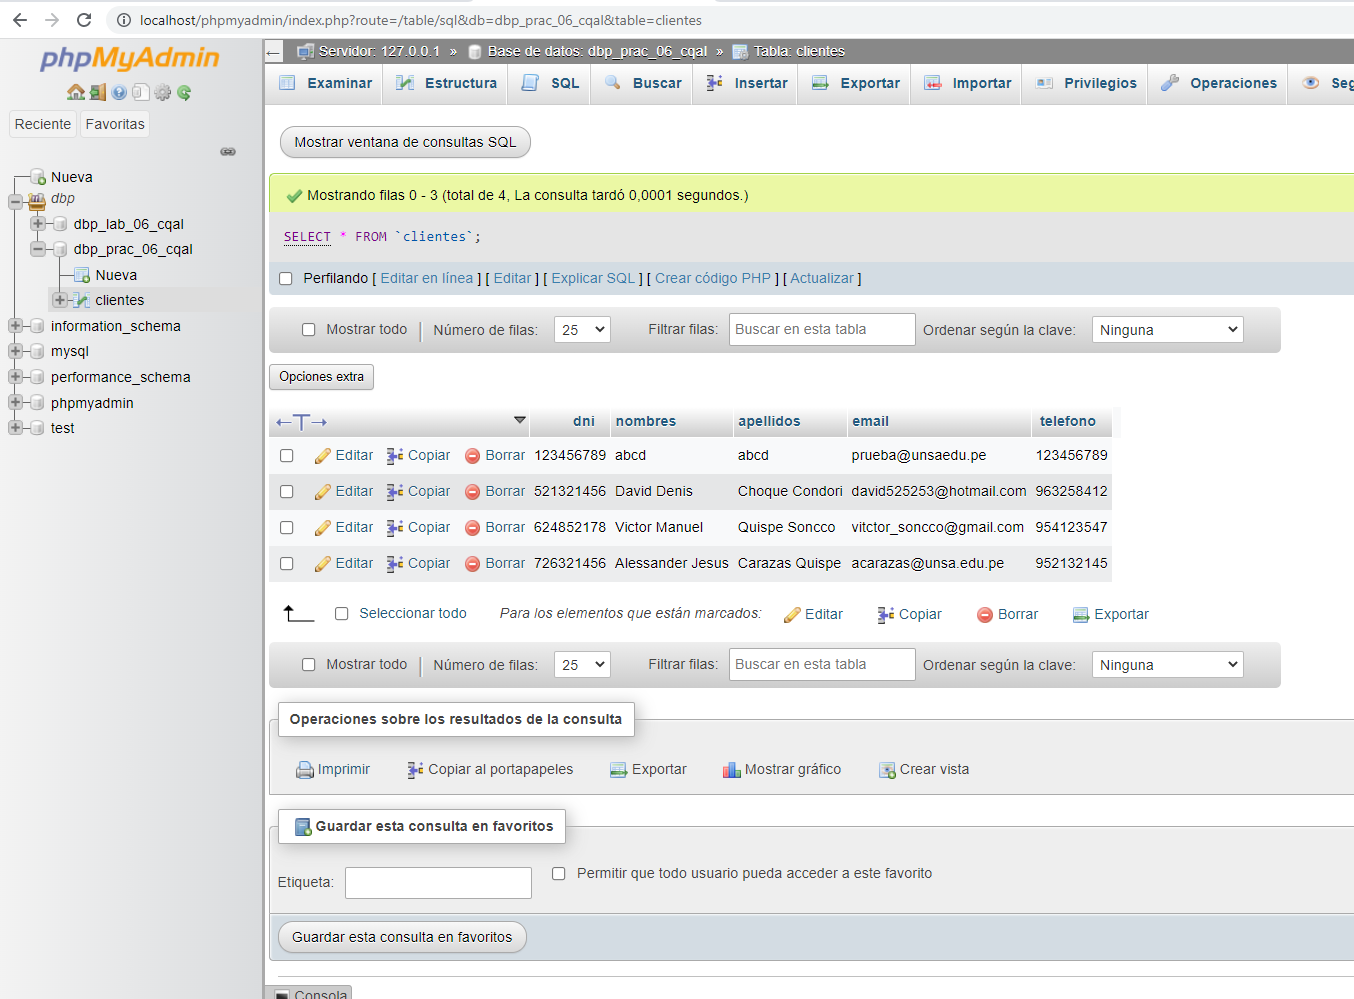 localhost/phpmyadmin/index.php?route=/table/sql&db=dbp_prac_06_cqal&table=clientes
phpMyAdmin
Reciente Favoritas
Nueva
dbp
dbp_lab_06_cqal
dbp_prac_06_cqal
Nueva
clientes
information_schema
mysql
performance_schema
phpmyadmin
test
Servidor: 127.0.0.1 » Base de datos: dbp_prac_06_cqal » Tabla: clientes
Examinar Estructura SQL Buscar Insertar Exportar Importar Privilegios Operaciones Seg
Mostrar ventana de consultas SQL
Mostrando filas 0 - 3 (total de 4, La consulta tardó 0,0001 segundos.)
SELECT * FROM `clientes`;
Perfilando [ Editar en línea ] [ Editar ] [ Explicar SQL ] [ Crear código PHP ] [ Actualizar ]
Mostrar todo Número de filas: 25 Filtrar filas: Buscar en esta tabla Ordenar según la clave: Ninguna
Opciones extra
←T→ dni nombres apellidos email telefono
Editar Copiar Borrar 123456789 abcd abcd prueba@unsaedu.pe 123456789
Editar Copiar Borrar 521321456 David Denis Choque Condori david525253@hotmail.com 963258412
Editar Copiar Borrar 624852178 Victor Manuel Quispe Soncco vitctor_soncco@gmail.com 954123547
Editar Copiar Borrar 726321456 Alessander Jesus Carazas Quispe acarazas@unsa.edu.pe 952132145
Seleccionar todo Para los elementos que están marcados: Editar Copiar Borrar Exportar
Mostrar todo Número de filas: 25 Filtrar filas: Buscar en esta tabla Ordenar según la clave: Ninguna
Operaciones sobre los resultados de la consulta
Imprimir Copiar al portapapeles Exportar Mostrar gráfico Crear vista
Guardar esta consulta en favoritos
Etiqueta: Permitir que todo usuario pueda acceder a este favorito
Guardar esta consulta en favoritos
Consola